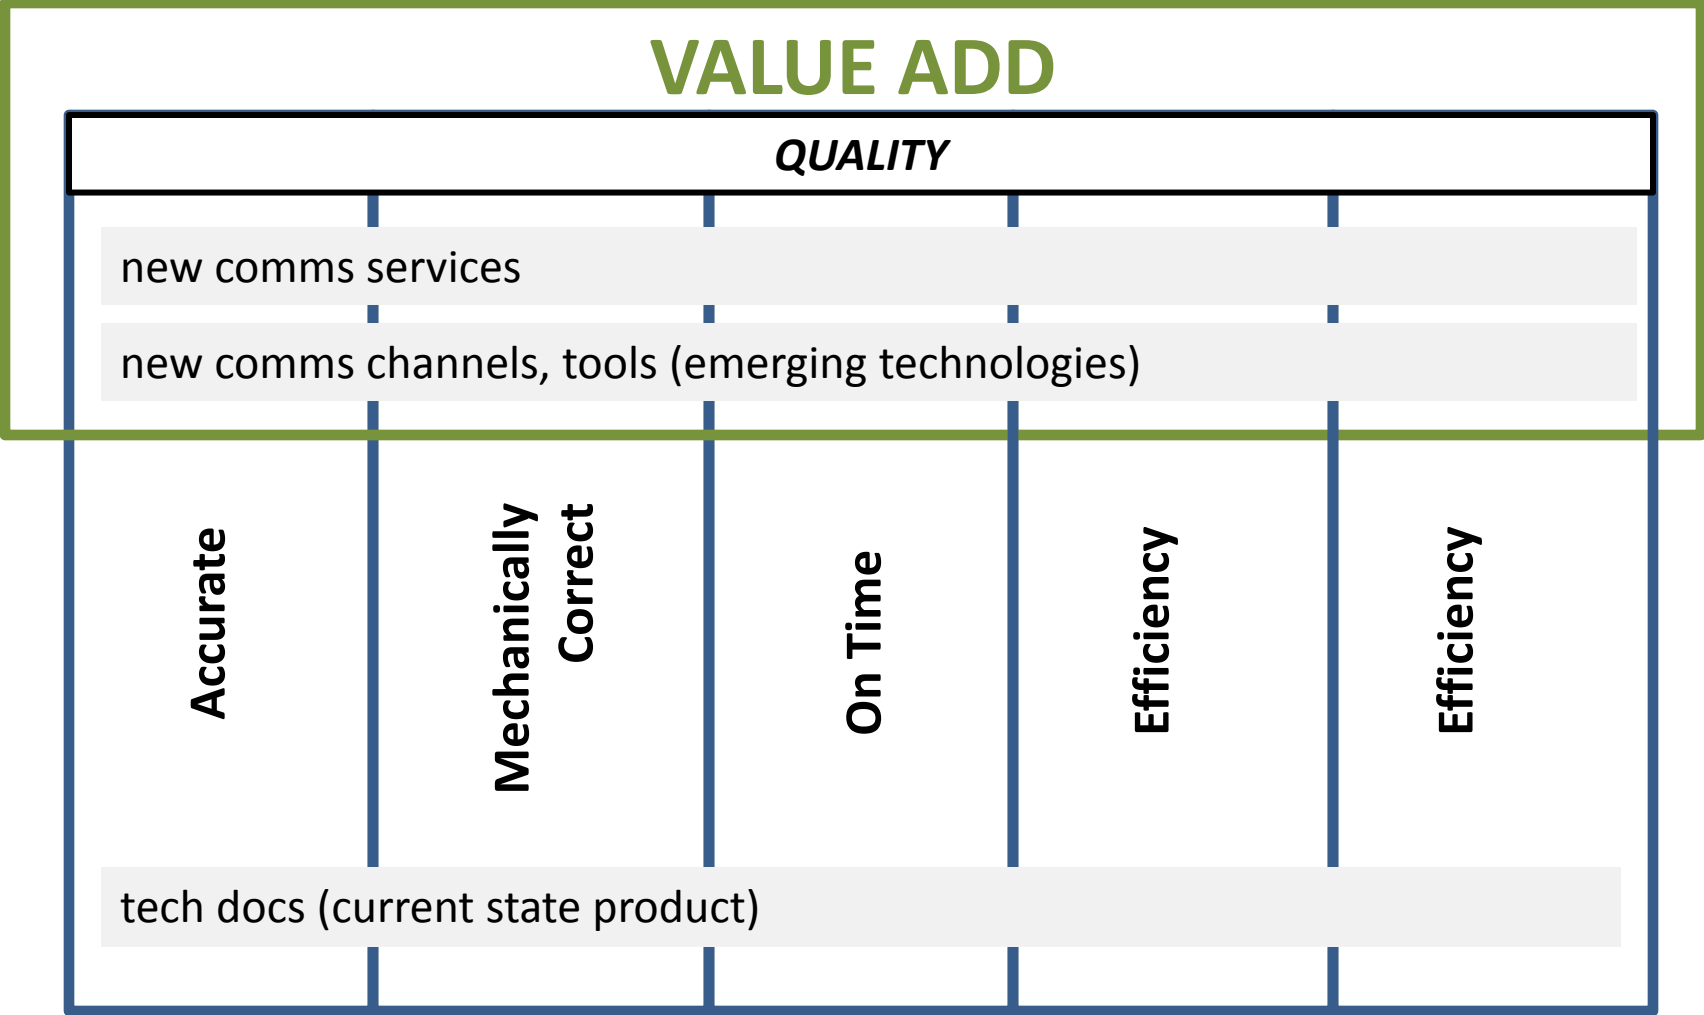 VALUE ADD
QUALITY
new comms services
new comms channels, tools (emerging technologies)
Accurate
Mechanically
Correct
On Time
Efficiency
Efficiency
tech docs (current state product)